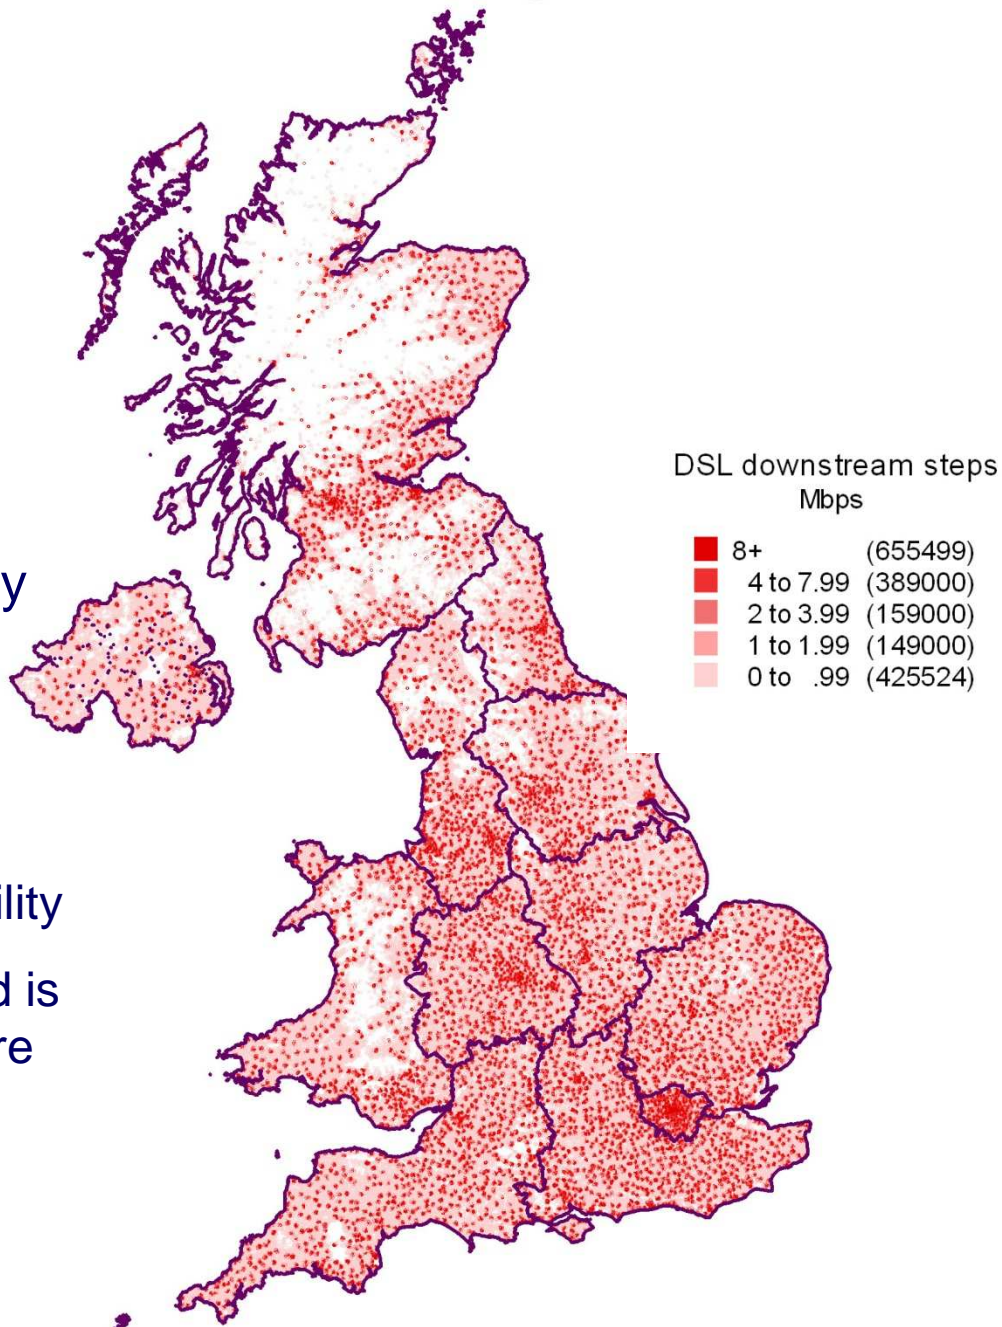 y
ility
d is
re
DSL downstream steps
Mbps
8+ (655499)
4 to 7.99 (389000)
2 to 3.99 (159000)
1 to 1.99 (149000)
0 to .99 (425524)